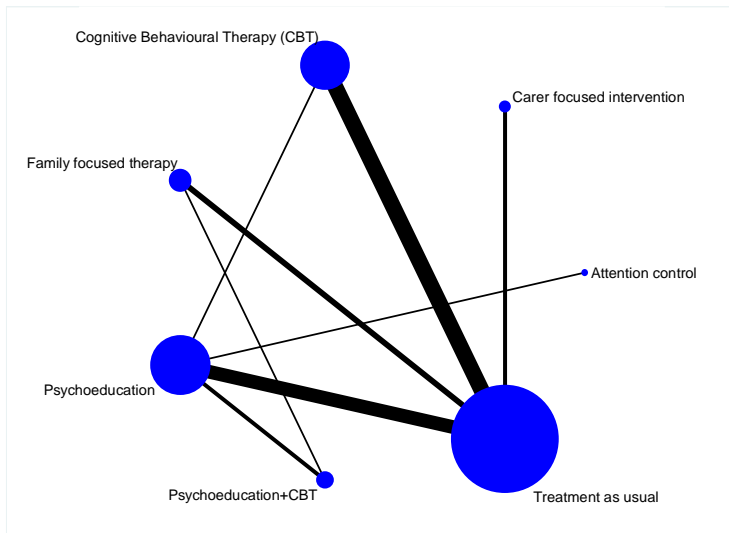 Cognitive Behavioural Therapy (CBT)
Carer focused intervention
Family focused therapy
Attention control
Psychoeducation
Psychoeducation+CBT
Treatment as usual